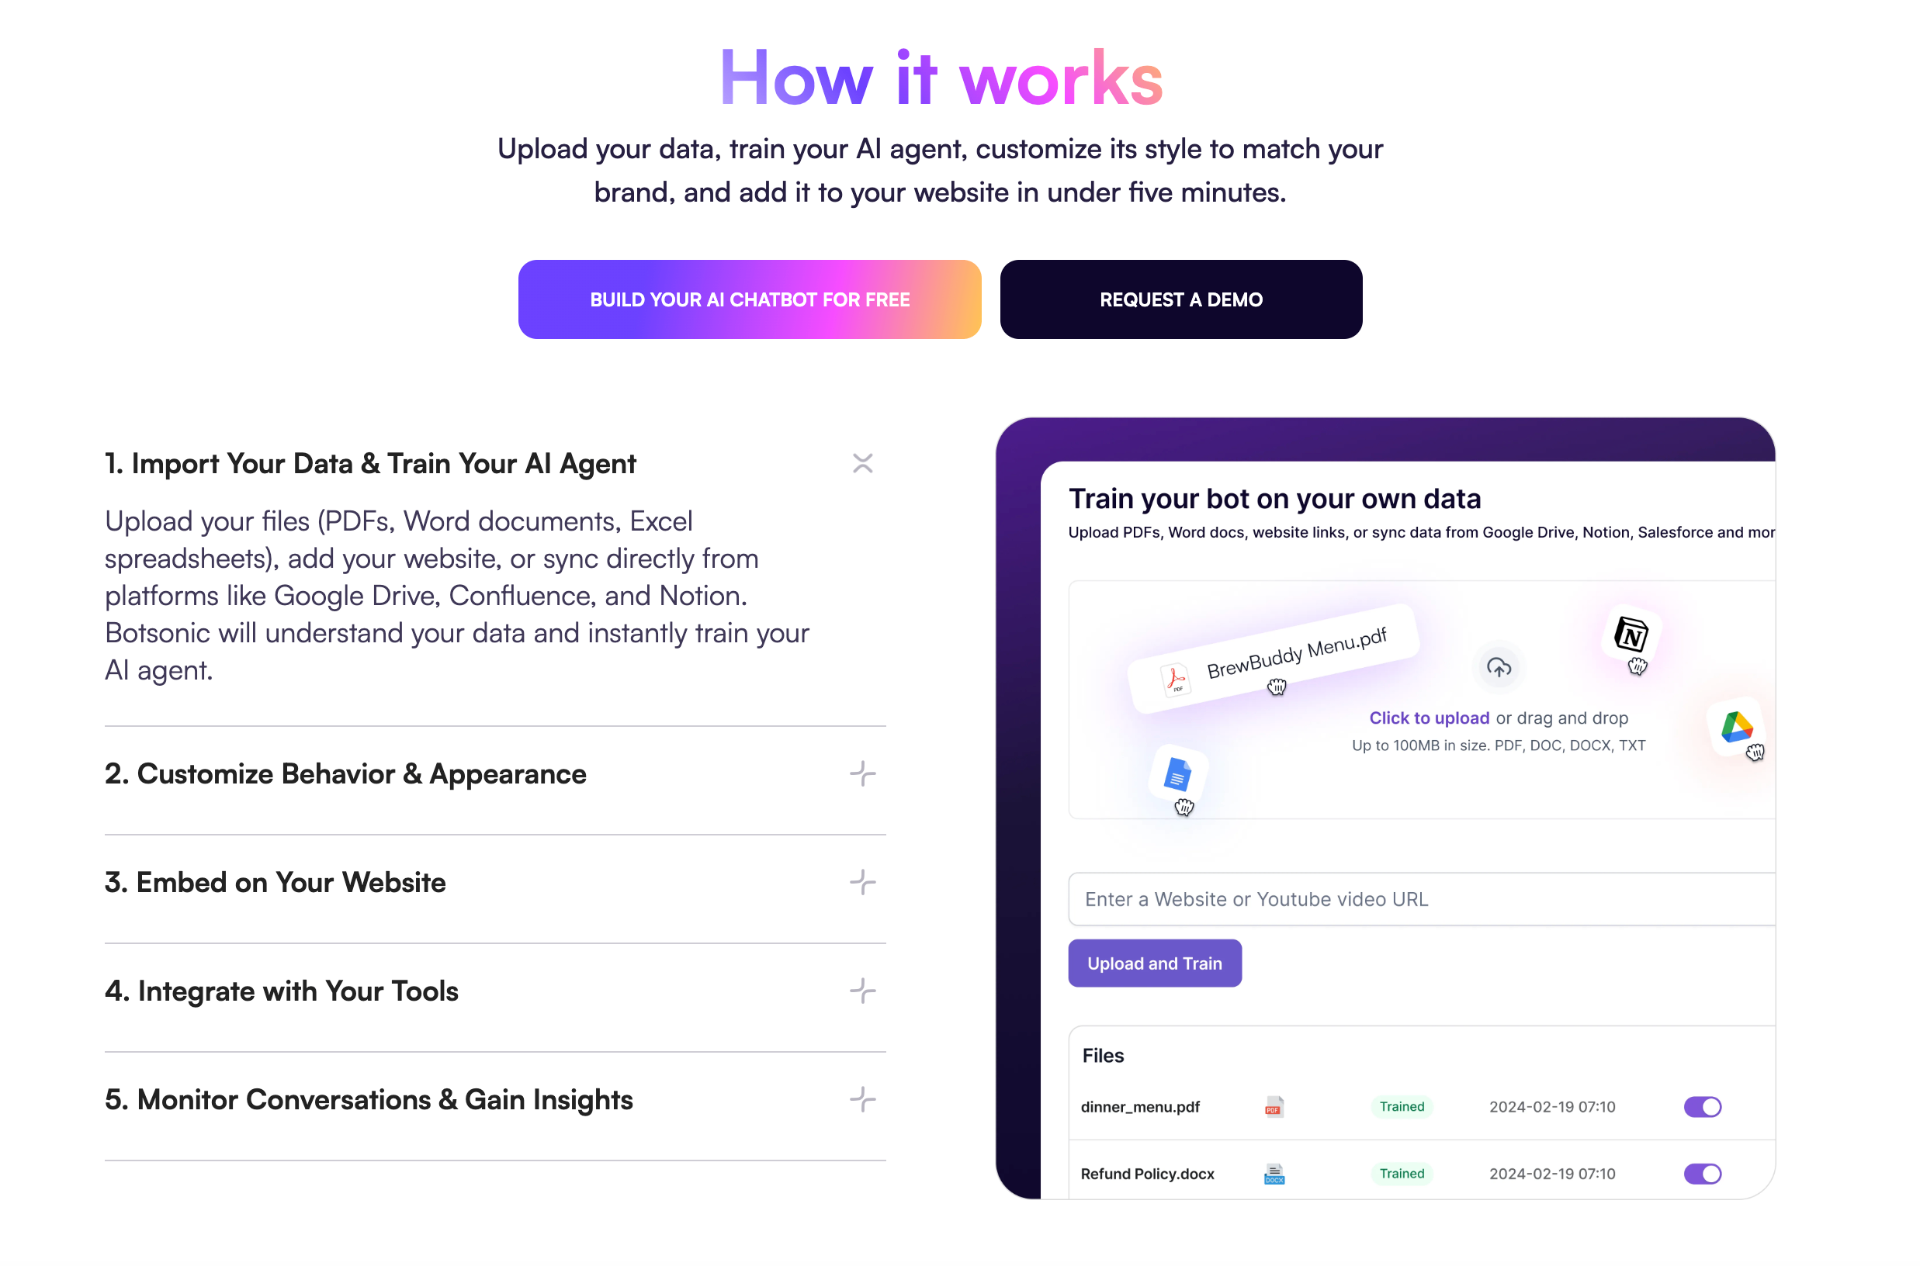 How it works
Upload your data, train your AI agent, customize its style to match your
brand, and add it to your website in under five minutes.
BUILD YOUR AI CHATBOT FOR FREE
REQUEST A DEMO
1. Import Your Data & Train Your AI Agent
Upload your files (PDFs, Word documents, Excel
spreadsheets), add your website, or sync directly from
platforms like Google Drive, Confluence, and Notion.
Botsonic will understand your data and instantly train your
AI agent.
2. Customize Behavior & Appearance
3. Embed on Your Website
4. Integrate with Your Tools
5. Monitor Conversations & Gain Insights
Train your bot on your own data
Upload PDFs, Word docs, website links, or sync data from Google Drive, Notion, Salesforce and mor
PDF
BrewBuddy Menu.pdf
N
Click to upload or drag and drop
Up to 100MB in size. PDF, DOC, DOCX, TXT
Enter a Website or Youtube video URL
Upload and Train
Files
dinner_menu.pdf PDF Trained 2024-02-19 07:10
Refund Policy.docx DOCX Trained 2024-02-19 07:10